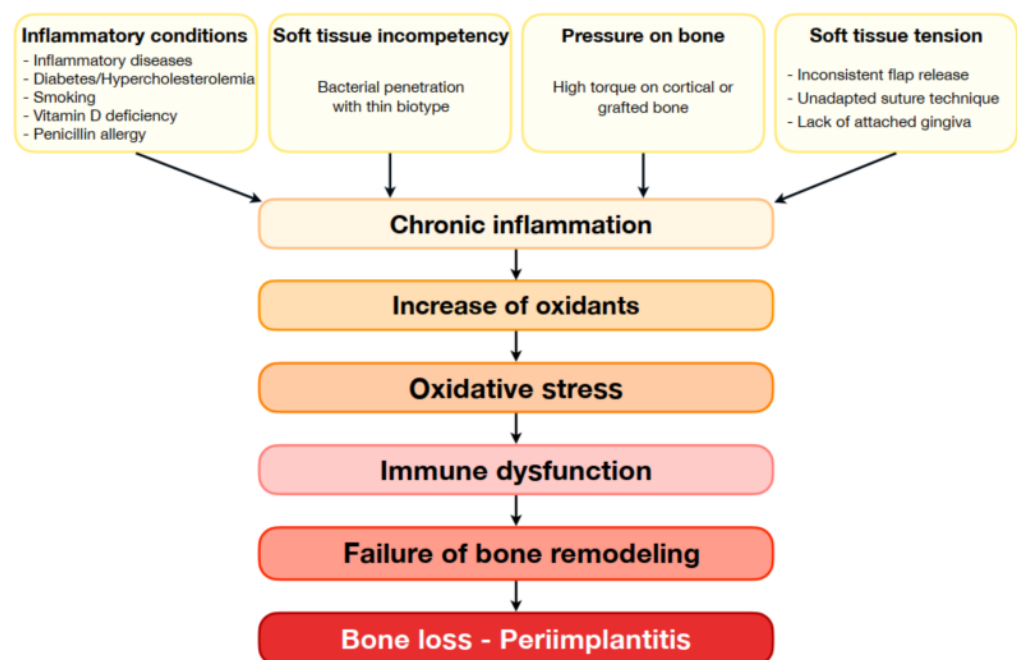 Inflammatory conditions
- Inflammatory diseases
- Diabetes/Hypercholesterolemia
- Smoking
- Vitamin D deficiency
- Penicillin allergy
Soft tissue incompetency
Bacterial penetration
with thin biotype
Pressure on bone
High torque on cortical or
grafted bone
Soft tissue tension
- Inconsistent flap release
- Unadapted suture technique
- Lack of attached gingiva
Chronic inflammation
Increase of oxidants
Oxidative stress
Immune dysfunction
Failure of bone remodeling
Bone loss - Periimplantitis